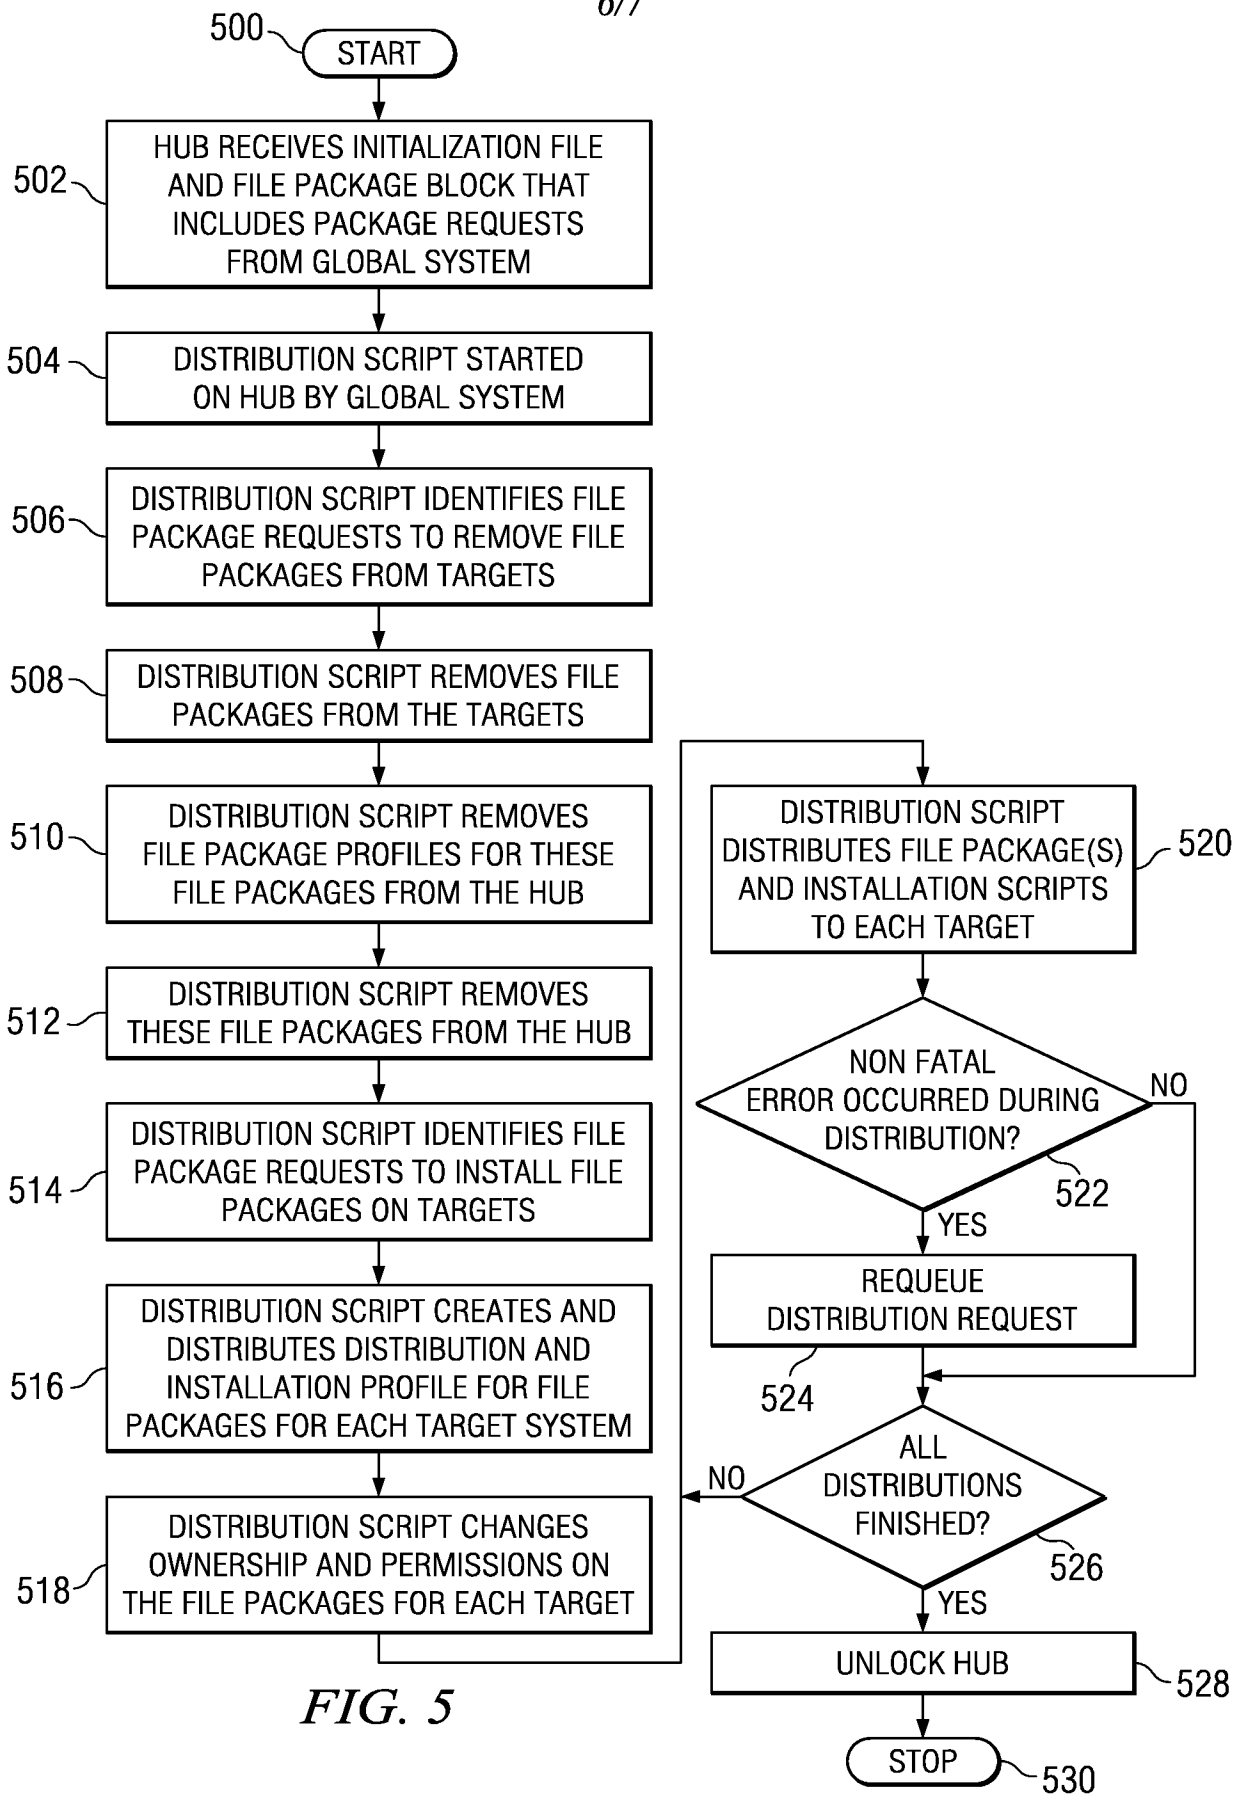 6/7
500
START
502
HUB RECEIVES INITIALIZATION FILE
AND FILE PACKAGE BLOCK THAT
INCLUDES PACKAGE REQUESTS
FROM GLOBAL SYSTEM
504
DISTRIBUTION SCRIPT STARTED
ON HUB BY GLOBAL SYSTEM
506
DISTRIBUTION SCRIPT IDENTIFIES FILE
PACKAGE REQUESTS TO REMOVE FILE
PACKAGES FROM TARGETS
508
DISTRIBUTION SCRIPT REMOVES FILE
PACKAGES FROM THE TARGETS
510
DISTRIBUTION SCRIPT REMOVES
FILE PACKAGE PROFILES FOR THESE
FILE PACKAGES FROM THE HUB
512
DISTRIBUTION SCRIPT REMOVES
THESE FILE PACKAGES FROM THE HUB
514
DISTRIBUTION SCRIPT IDENTIFIES FILE
PACKAGE REQUESTS TO INSTALL FILE
PACKAGES ON TARGETS
516
DISTRIBUTION SCRIPT CREATES AND
DISTRIBUTES DISTRIBUTION AND
INSTALLATION PROFILE FOR FILE
PACKAGES FOR EACH TARGET SYSTEM
518
DISTRIBUTION SCRIPT CHANGES
OWNERSHIP AND PERMISSIONS ON
THE FILE PACKAGES FOR EACH TARGET
DISTRIBUTION SCRIPT
DISTRIBUTES FILE PACKAGE(S)
AND INSTALLATION SCRIPTS
TO EACH TARGET
520
NON FATAL
ERROR OCCURRED DURING
DISTRIBUTION?
NO
522
YES
REQUEUE
DISTRIBUTION REQUEST
524
ALL
DISTRIBUTIONS
FINISHED?
NO
526
YES
UNLOCK HUB
528
STOP
530
FIG. 5